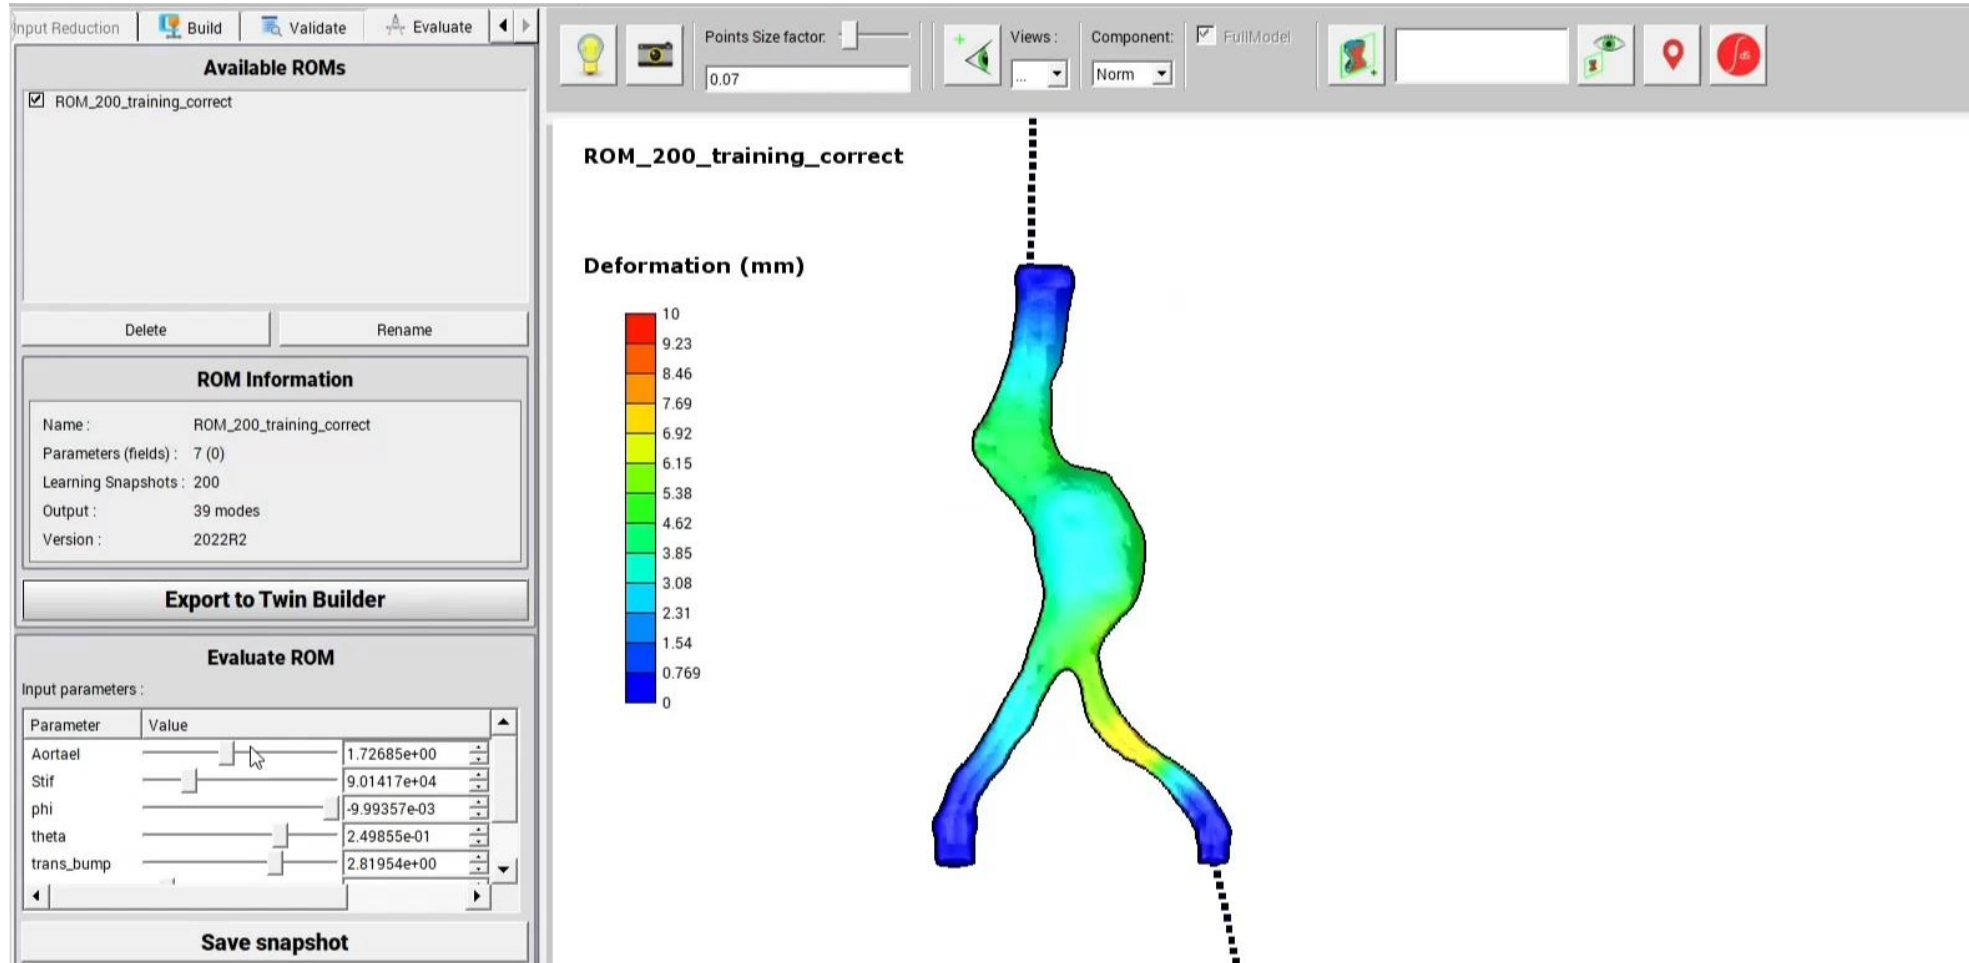 Input Reduction Build Validate Evaluate
Available ROMs
ROM_200_training_correct
Delete Rename
ROM Information
Name : ROM_200_training_correct
Parameters (fields) : 7 (0)
Learning Snapshots : 200
Output : 39 modes
Version : 2022R2
Export to Twin Builder
Evaluate ROM
Input parameters :
Parameter Value
Aortael 1.72685e+00
Stif 9.01417e+04
phi -9.99357e-03
theta 2.49855e-01
trans_bump 2.81954e+00
Save snapshot
Points Size factor: Views : Component: FullModel
0.07 ... Norm
ROM_200_training_correct
Deformation (mm)
10
9.23
8.46
7.69
6.92
6.15
5.38
4.62
3.85
3.08
2.31
1.54
0.769
0